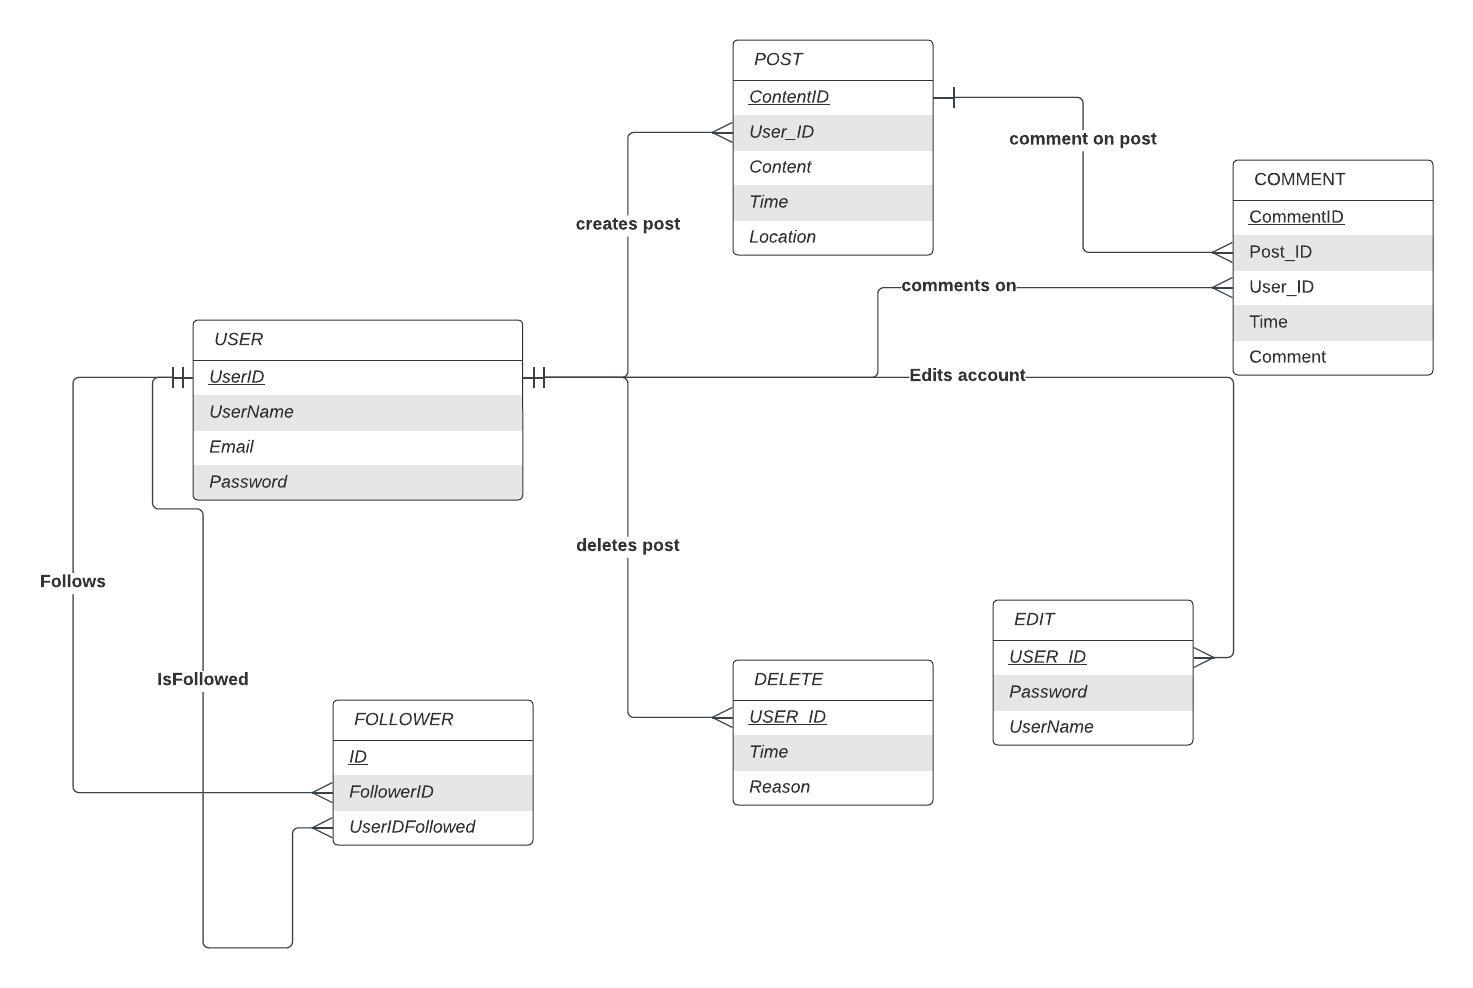 POST
ContentID
User_ID
Content
Time
Location
comment on post
COMMENT
CommentID
Post_ID
User_ID
Time
Comment
creates post
comments on
USER
UserID
UserName
Email
Password
Edits account
deletes post
Follows
IsFollowed
EDIT
USER_ID
Password
UserName
DELETE
USER_ID
Time
Reason
FOLLOWER
ID
FollowerID
UserIDFollowed